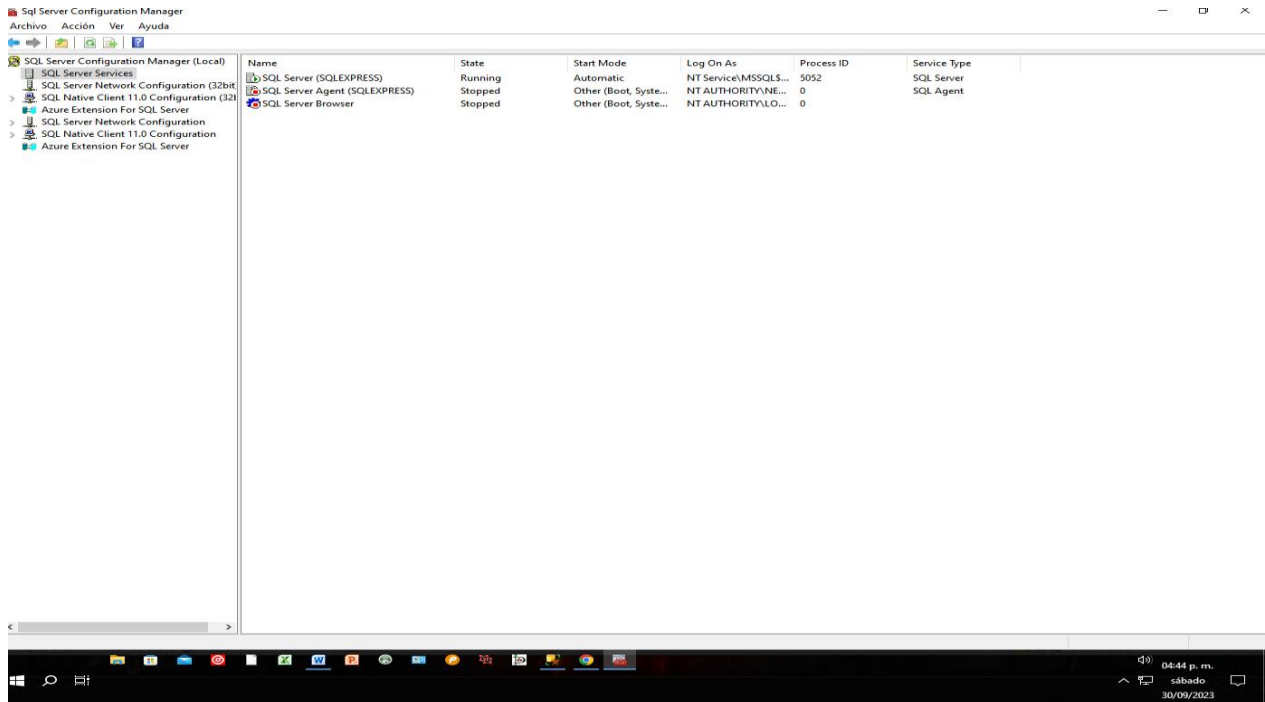 Sql Server Configuration Manager
Archivo Acción Ver Ayuda
SQL Server Configuration Manager (Local)
SQL Server Services
SQL Server Network Configuration (32bit
SQL Native Client 11.0 Configuration (32l
Azure Extension For SQL Server
SQL Server Network Configuration
SQL Native Client 11.0 Configuration
Azure Extension For SQL Server
Name State Start Mode Log On As Process ID Service Type
SQL Server (SQLEXPRESS) Running Automatic NT Service\MSSQL$... 5052 SQL Server
SQL Server Agent (SQLEXPRESS) Stopped Other (Boot, Syste... NT AUTHORITY\NE... 0 SQL Agent
SQL Server Browser Stopped Other (Boot, Syste... NT AUTHORITY\LO... 0
04:44 p. m.
sábado
30/09/2023